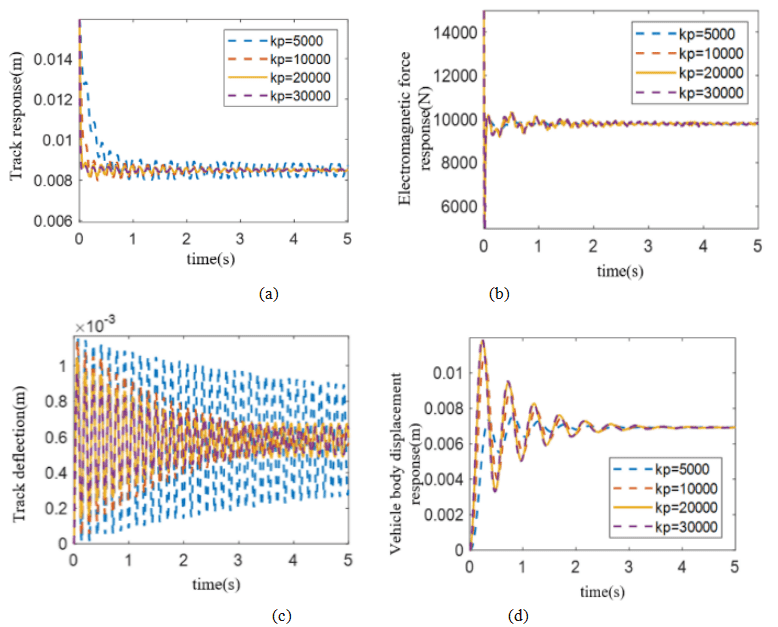 0.014
0.012
0.01
0.008
0.006
Track response(m)
kp=5000
kp=10000
kp=20000
kp=30000
0 1 2 3 4 5
time(s)
(a)
14000
12000
10000
8000
6000
Electromagnetic force
response(N)
kp=5000
kp=10000
kp=20000
kp=30000
0 1 2 3 4 5
time(s)
(b)
×10-3
1
0.8
0.6
0.4
0.2
0
Track deflection(m)
0 1 2 3 4 5
time(s)
(c)
0.01
0.008
0.006
0.004
0.002
0
Vehicle body displacement
response(m)
kp=5000
kp=10000
kp=20000
kp=30000
0 1 2 3 4 5
time(s)
(d)